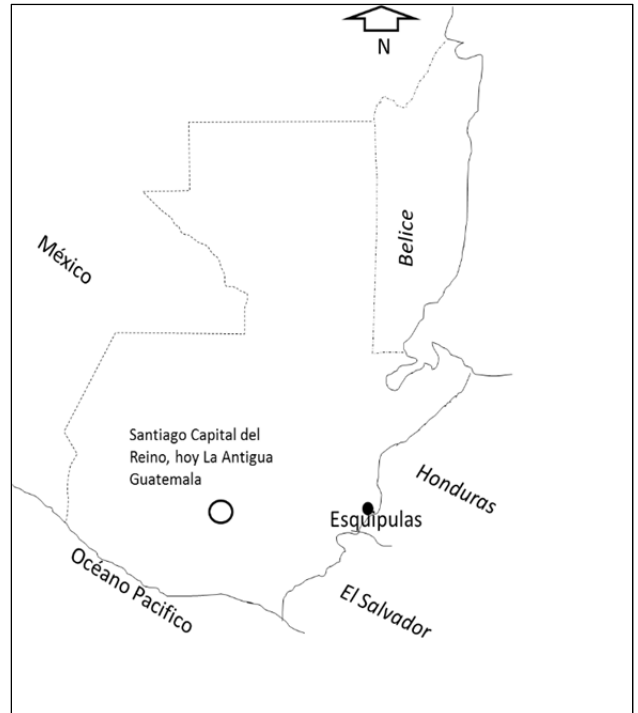 N
Belice
México
Santiago Capital del
Reino, hoy La Antigua
Guatemala
Honduras
Esquipulas
Océano Pacifico
El Salvador